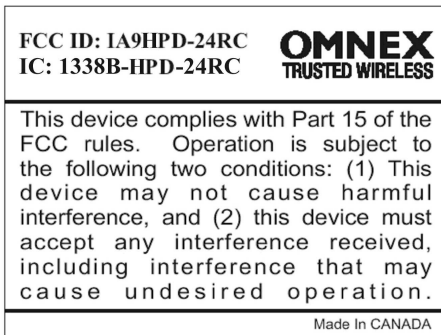 FCC ID: IA9HPD-24RC
IC: 1338B-HPD-24RC
OMNEX
TRUSTED WIRELESS
This device complies with Part 15 of the
FCC rules. Operation is subject to
the following two conditions: (1) This
device may not cause harmful
interference, and (2) this device must
accept any interference received,
including interference that may
cause undesired operation.
Made In CANADA